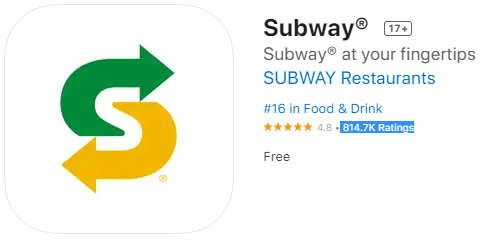 Subway® 17+
Subway® at your fingertips
SUBWAY Restaurants
#16 in Food & Drink
★★★★★ 4.8 • 814.7K Ratings
Free
®